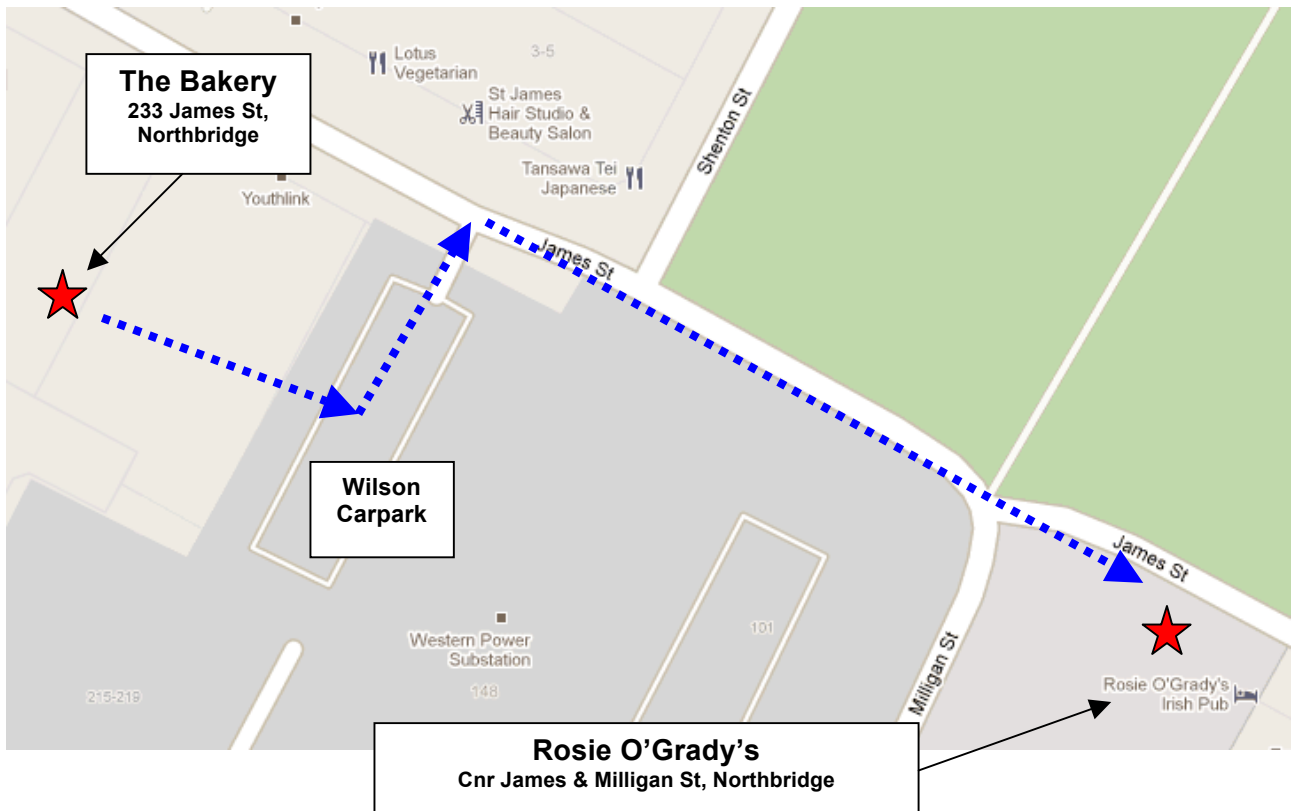 The Bakery
233 James St,
Northbridge
Lotus
Vegetarian
3-5
St James
Hair Studio &
Beauty Salon
Shenton St
Tansawa Tei
Japanese
Youthlink
James St
Wilson
Carpark
James St
Western Power
Substation
101
148
215-219
Milligan St
Rosie O'Grady's
Irish Pub
Rosie O’Grady’s
Cnr James & Milligan St, Northbridge